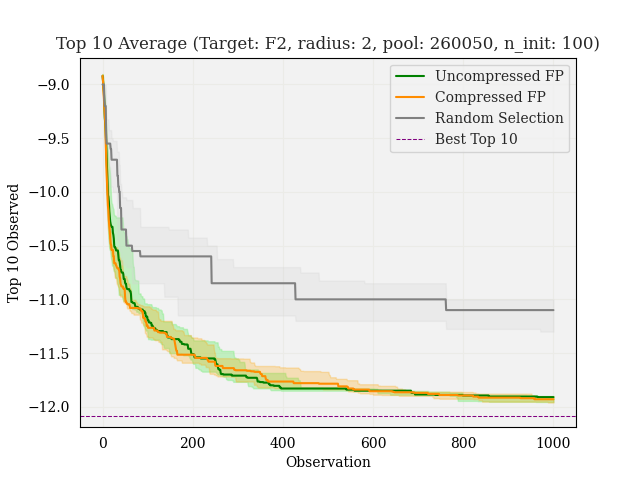 Top 10 Average (Target: F2, radius: 2, pool: 260050, n_init: 100)
Uncompressed FP
Compressed FP
Random Selection
Best Top 10
Top 10 Observed
−9.0
−9.5
−10.0
−10.5
−11.0
−11.5
−12.0
0 200 400 600 800 1000
Observation